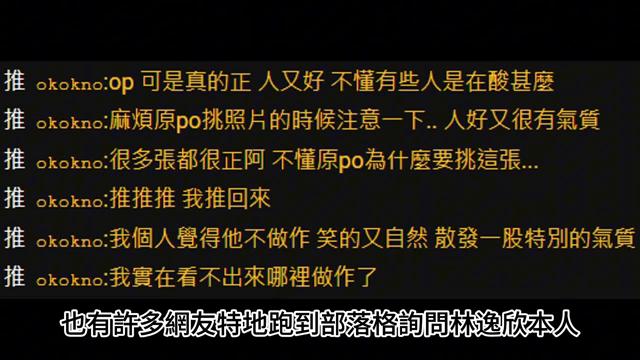 推 okokno:op 可是真的正 人又好 不懂有些人是在酸甚麼
推 okokno:麻煩原po挑照片的時候注意一下.. 人好又很有氣質
推 okokno:很多張都很正阿 不懂原po為什麼要挑這張...
推 okokno:推推推 我推回來
推 okokno:我個人覺得他不做作 笑的又自然 散發一股特別的氣質
推 okokno:我實在看不出來哪裡做作了
也有許多網友特地跑到部落格詢問林逸欣本人